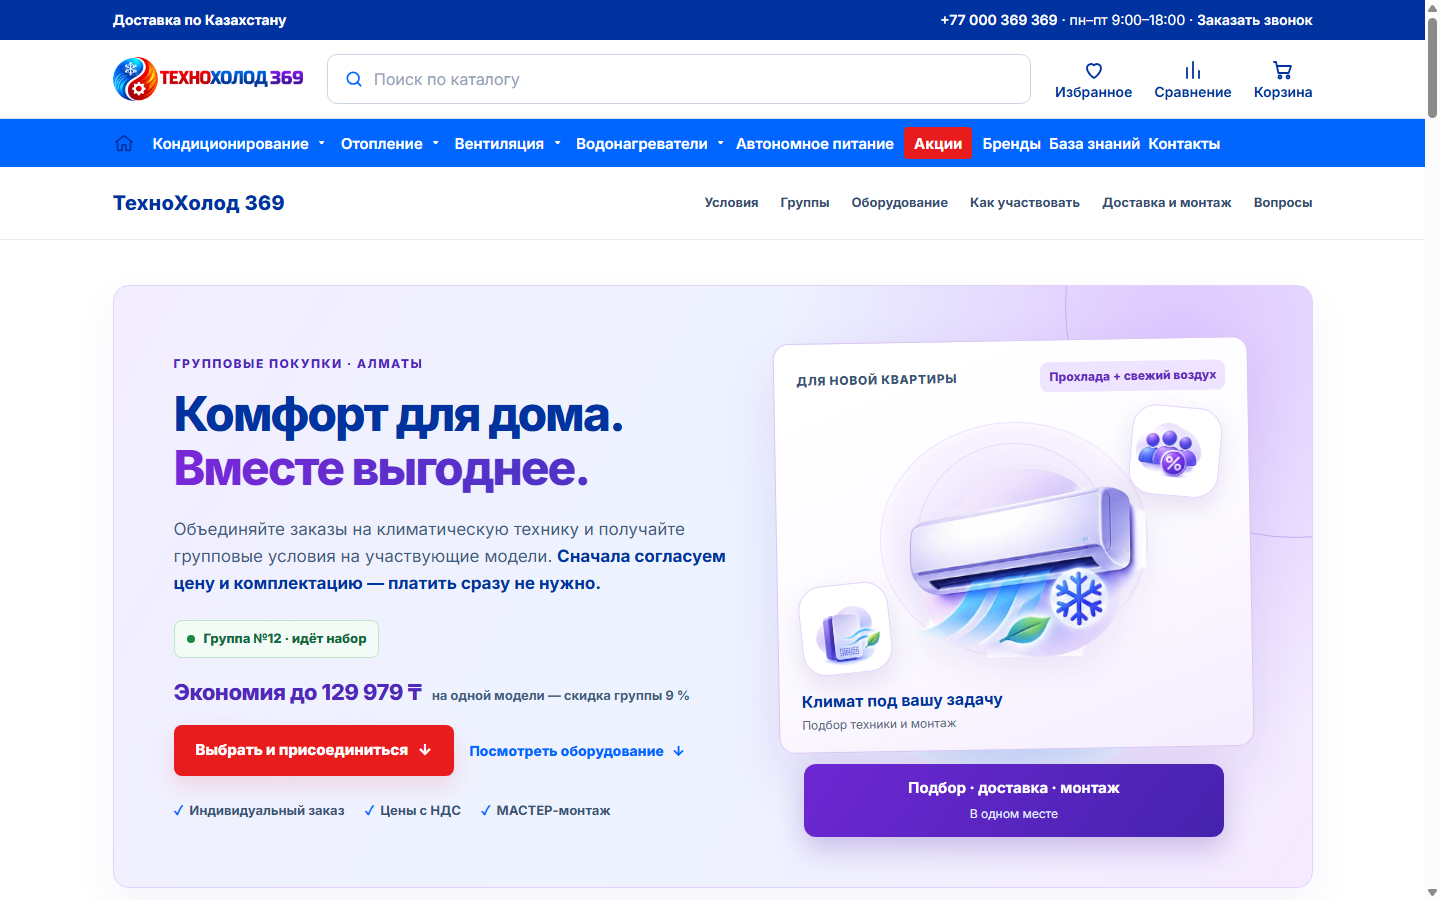 Доставка по Казахстану
+77 000 369 369 · пн–пт 9:00–18:00 · Заказать звонок
ТЕХНОХОЛОД 369
Поиск по каталогу
Избранное
Сравнение
Корзина
Кондиционирование
Отопление
Вентиляция
Водонагреватели
Автономное питание
Акции
Бренды
База знаний
Контакты
ТехноХолод 369
Условия
Группы
Оборудование
Как участвовать
Доставка и монтаж
Вопросы
ГРУППОВЫЕ ПОКУПКИ · АЛМАТЫ
Комфорт для дома.
Вместе выгоднее.
Объединяйте заказы на климатическую технику и получайте
групповые условия на участвующие модели. Сначала согласуем
цену и комплектацию — платить сразу не нужно.
Группа №12 · идёт набор
Экономия до 129 979 ₸ на одной модели — скидка группы 9 %
Выбрать и присоединиться ↓
Посмотреть оборудование ↓
✓ Индивидуальный заказ
✓ Цены с НДС
✓ МАСТЕР-монтаж
ДЛЯ НОВОЙ КВАРТИРЫ
Прохлада + свежий воздух
%
Климат под вашу задачу
Подбор техники и монтаж
Подбор · доставка · монтаж
В одном месте